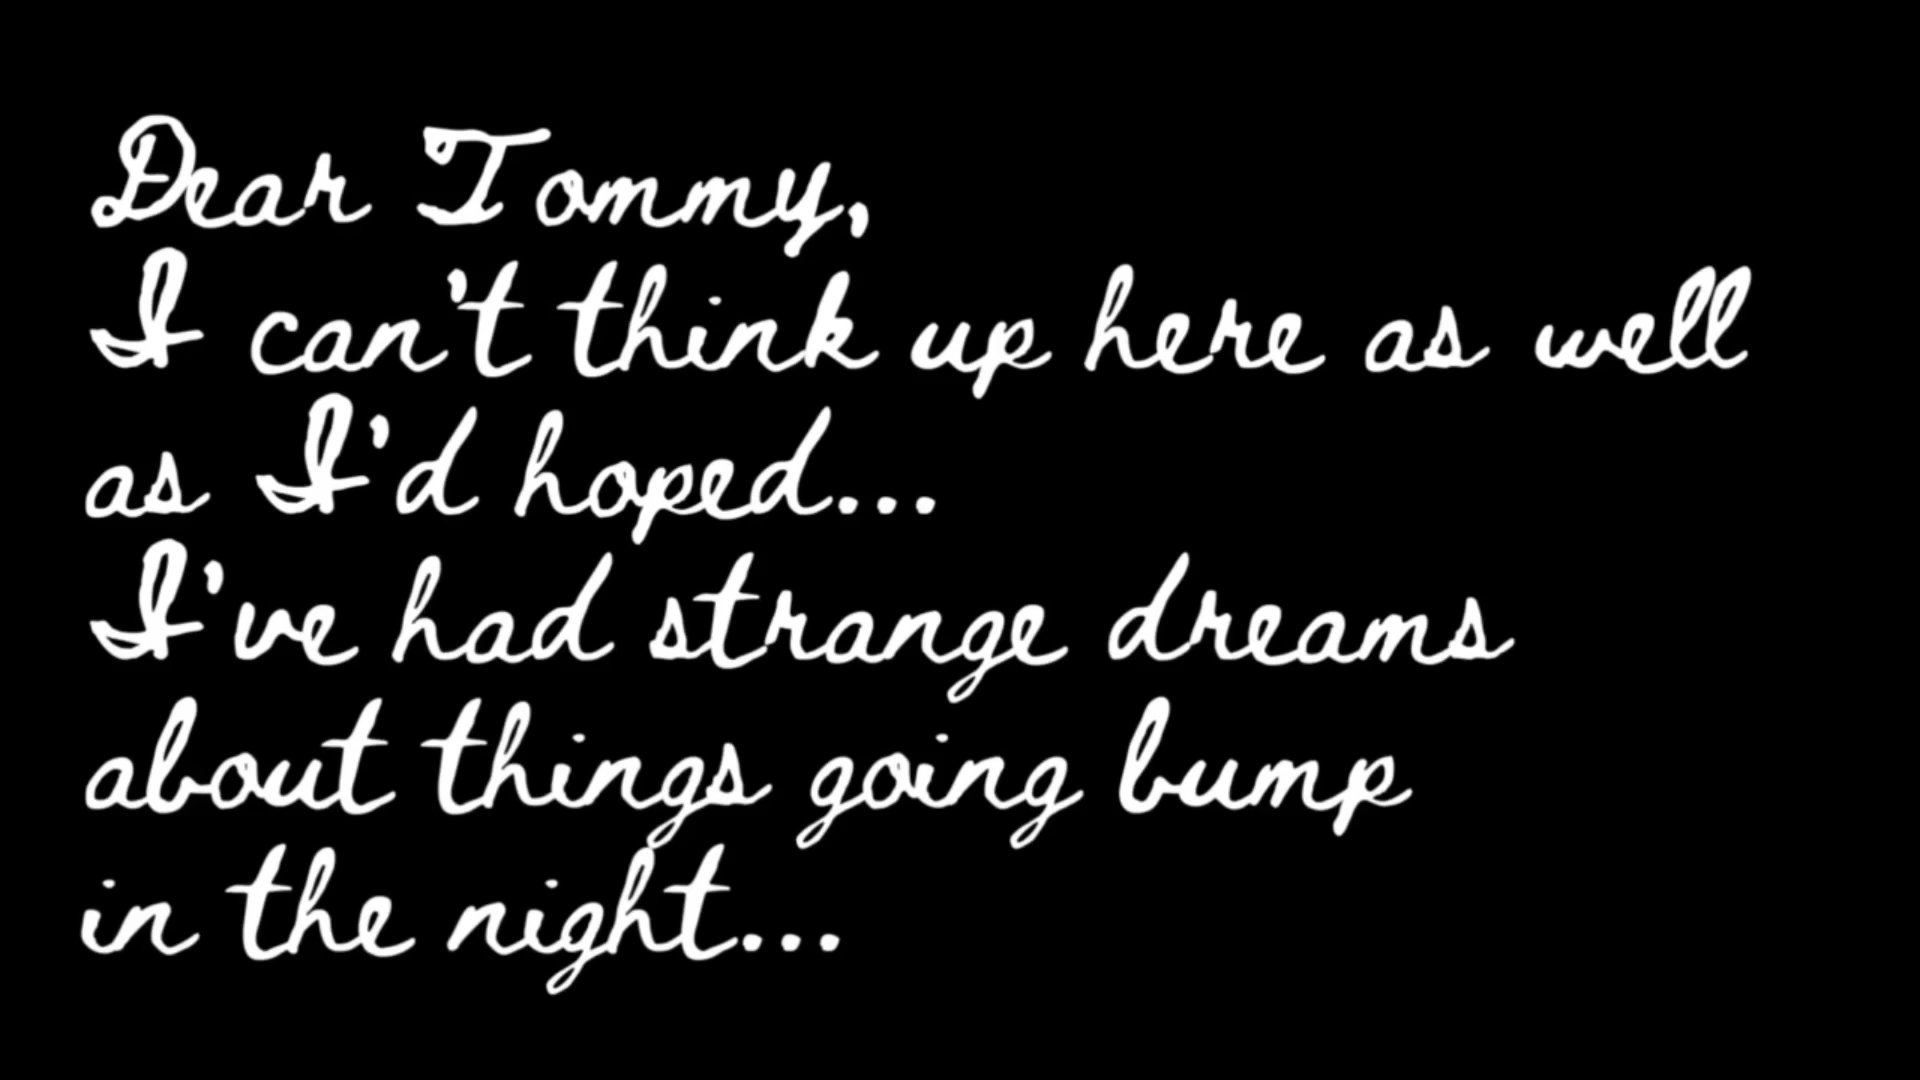 Dear Tommy,
I can't think up here as well
as I'd hoped...
I've had strange dreams
about things going bump
in the night...